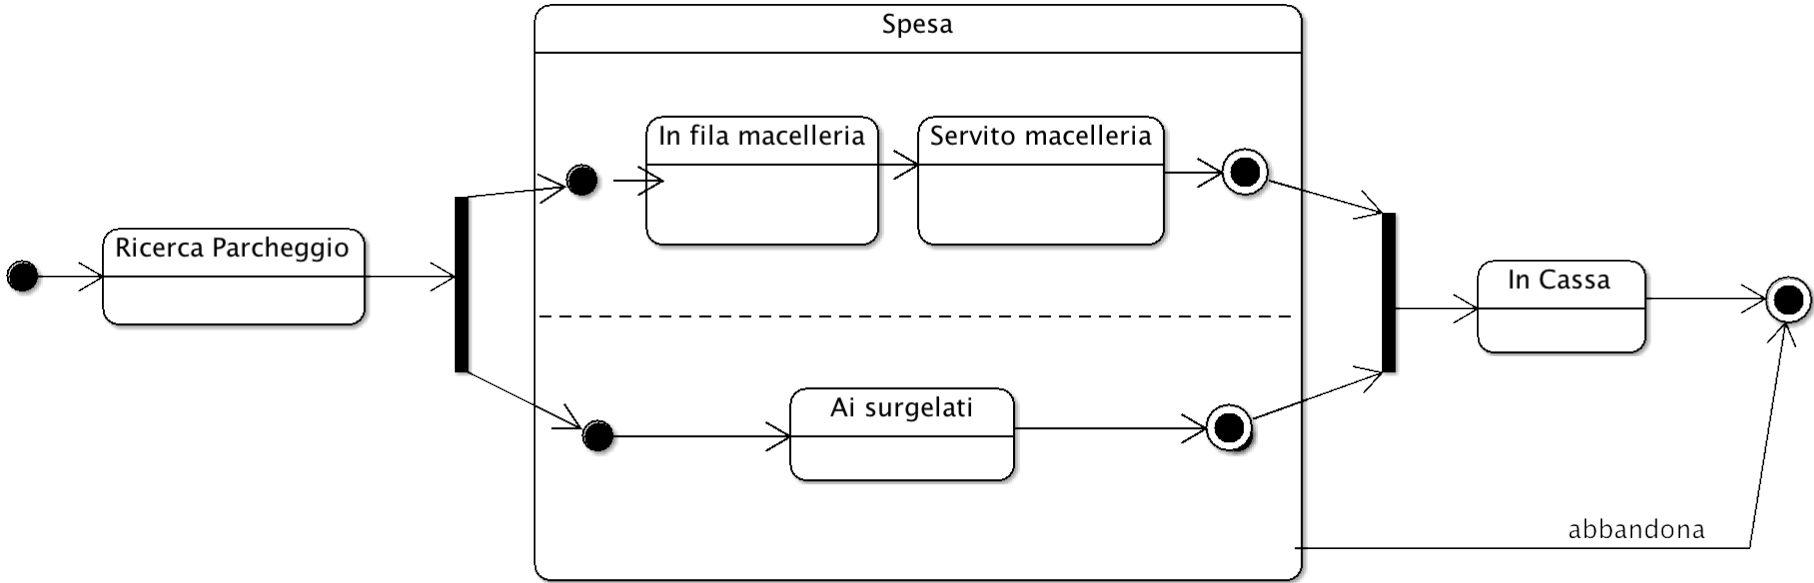 Spesa
In fila macelleria
Servito macelleria
Ricerca Parcheggio
In Cassa
Ai surgelati
abbandona